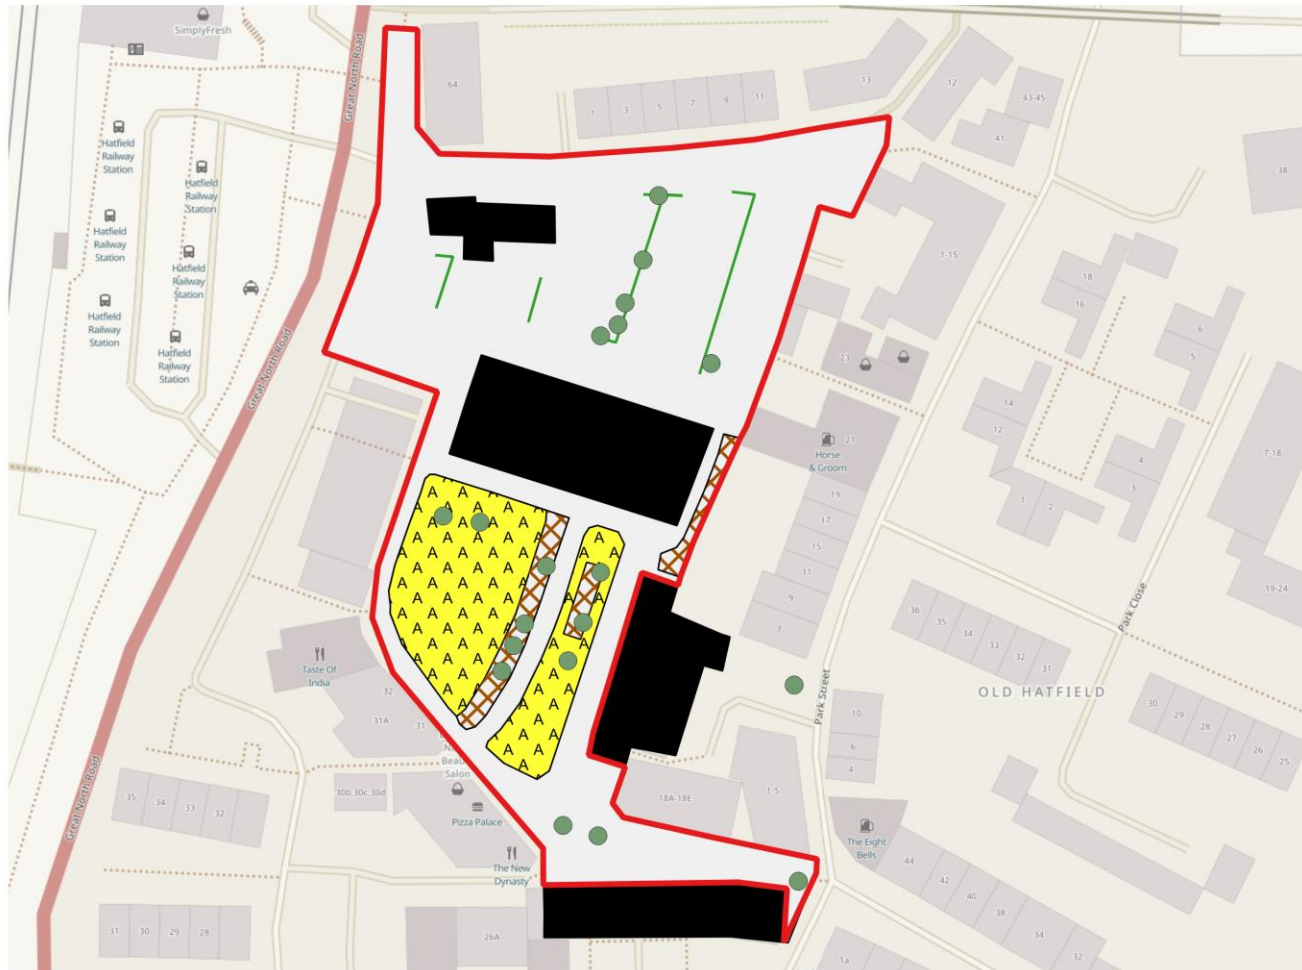 SimplyFresh
Great North Road
64
1
3
5
7
9
11
13
12
43-45
41
38
Hatfield
Railway
Station
Hatfield
Railway
Station
Hatfield
Railway
Station
Hatfield
Railway
Station
Hatfield
Railway
Station
Hatfield
Railway
Station
Great North Road
1-15
18
16
6
5
23
14
12
21
Horse
& Groom
4
3
7-18
19
17
15
11
9
7
1
2
19-24
36
35
34
33
32
31
Park Close
Park Street
OLD HATFIELD
Taste Of
India
32
31A
31
Salon
30b;30c;30d
Pizza Palace
The New
Dynasty
18A-18E
1-5
10
6
4
30
29
28
27
26
25
The Eight
Bells
44
42
40
38
34
32
35
34
33
32
Great North Road
31
30
29
28
26A
1a
A A A A A A A A